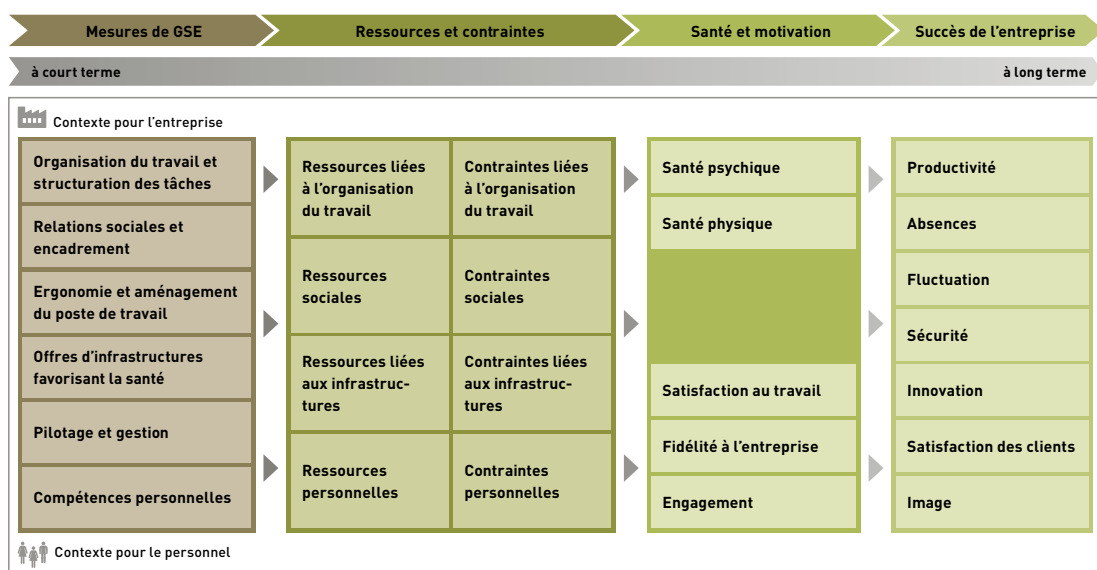 Mesures de GSE
Ressources et contraintes
Santé et motivation
Succès de l'entreprise
à court terme
à long terme
Contexte pour l'entreprise
Organisation du travail et
structuration des tâches
Relations sociales et
encadrement
Ergonomie et aménagement
du poste de travail
Offres d'infrastructures
favorisant la santé
Pilotage et gestion
Compétences personnelles
Ressources liées
à l'organisation
du travail
Contraintes liées
à l'organisation
du travail
Ressources
sociales
Contraintes
sociales
Ressources liées
aux infrastruc-
tures
Contraintes liées
aux infrastruc-
tures
Ressources
personnelles
Contraintes
personnelles
Santé psychique
Santé physique
Satisfaction au travail
Fidélité à l'entreprise
Engagement
Productivité
Absences
Fluctuation
Sécurité
Innovation
Satisfaction des clients
Image
Contexte pour le personnel